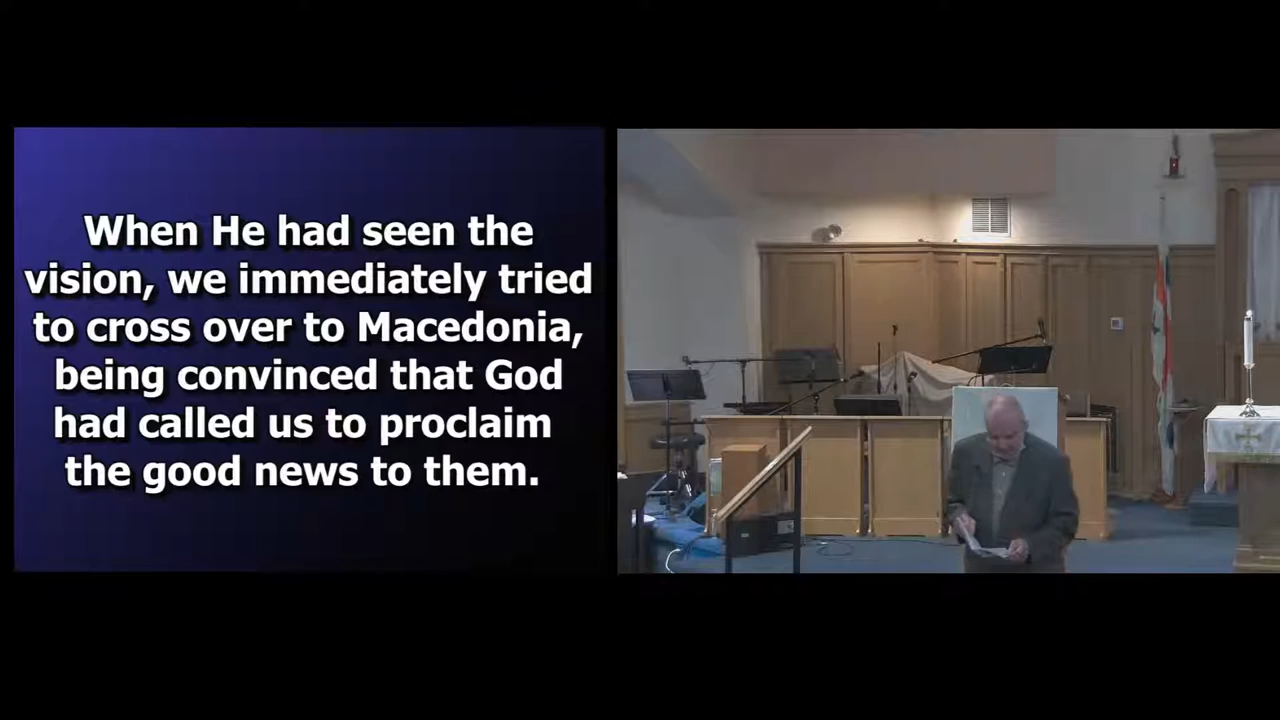 When He had seen the
vision, we immediately tried
to cross over to Macedonia,
being convinced that God
had called us to proclaim
the good news to them.